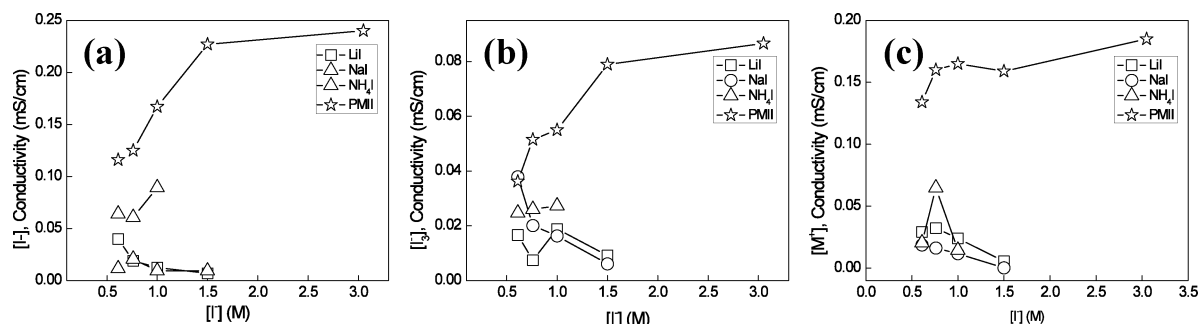 (a)
[I-], Conductivity (mS/cm)
0.25
0.20
0.15
0.10
0.05
0.00
LiI
NaI
NH4I
PMII
0.5 1.0 1.5 2.0 2.5 3.0
[I-] (M)
(b)
[I3-], Conductivity (mS/cm)
0.08
0.06
0.04
0.02
0.00
LiI
NaI
NH4I
PMII
0.5 1.0 1.5 2.0 2.5 3.0
[I-] (M)
(c)
[M+], Conductivity (mS/cm)
0.20
0.15
0.10
0.05
0.00
LiI
NaI
NH4I
PMII
0.0 0.5 1.0 1.5 2.0 2.5 3.0 3.5
[I-] (M)